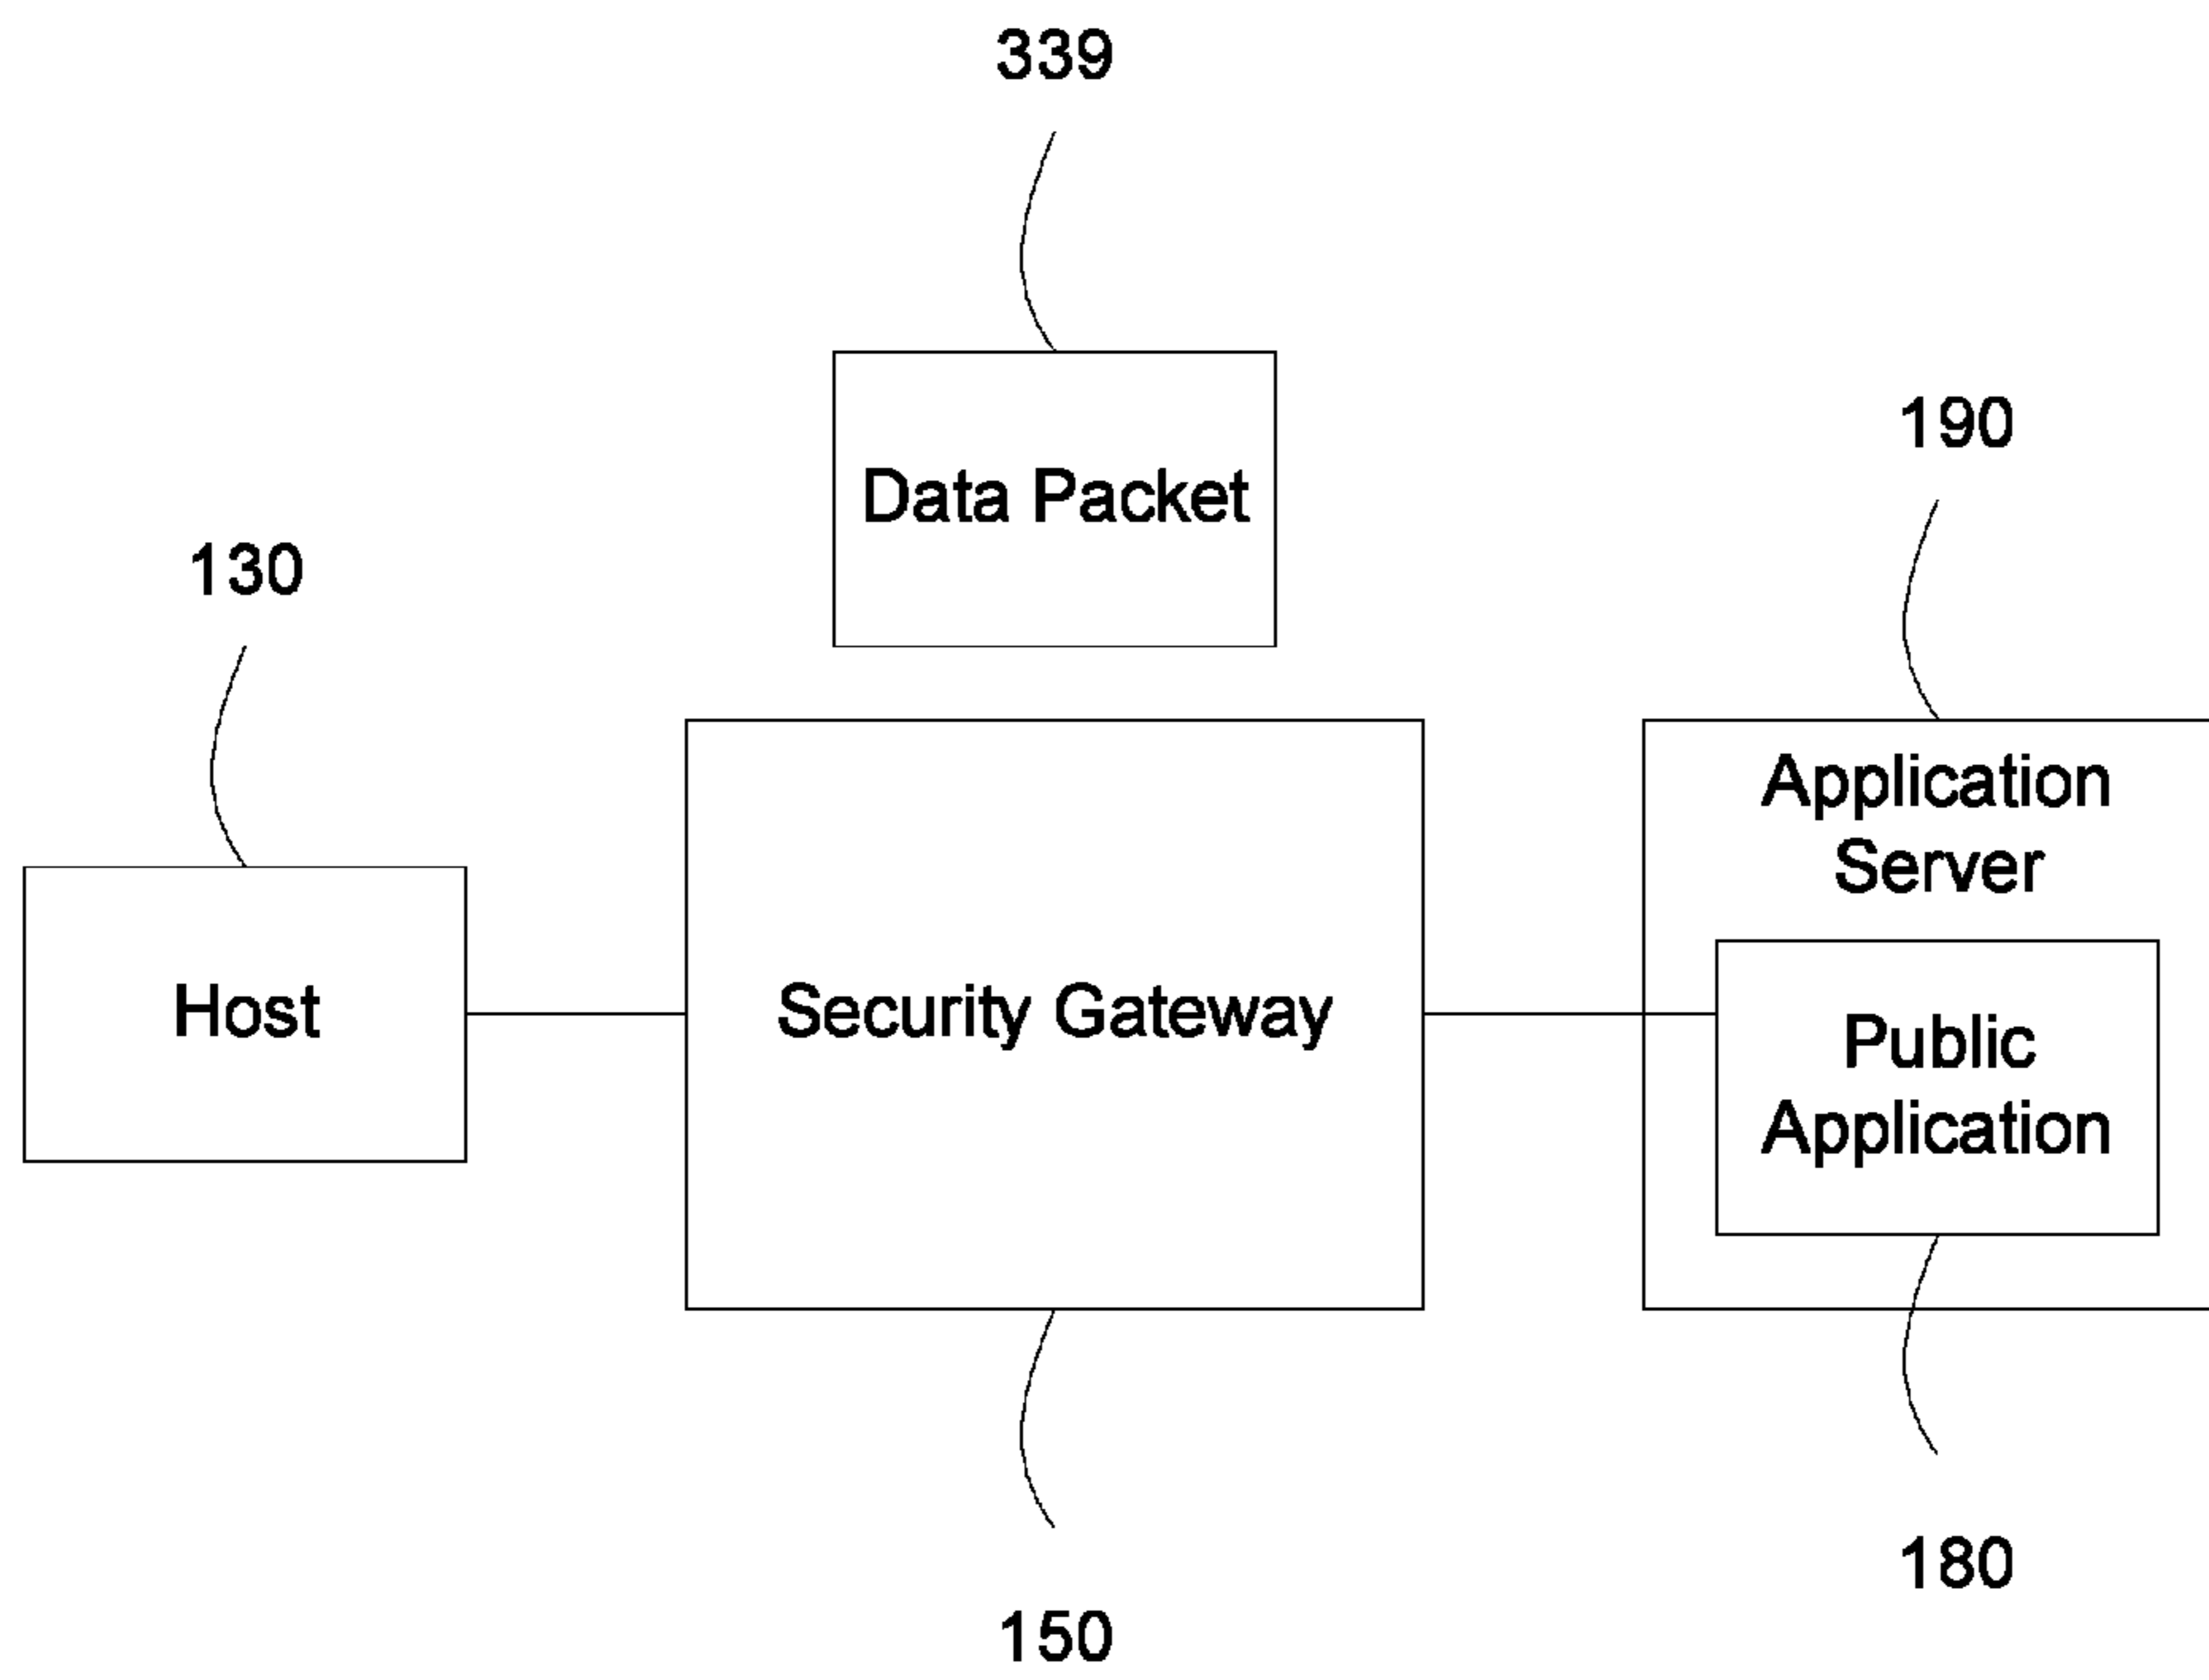 339
190
Data Packet
130
Application
Server
Host
Security Gateway
Public
Application
180
150